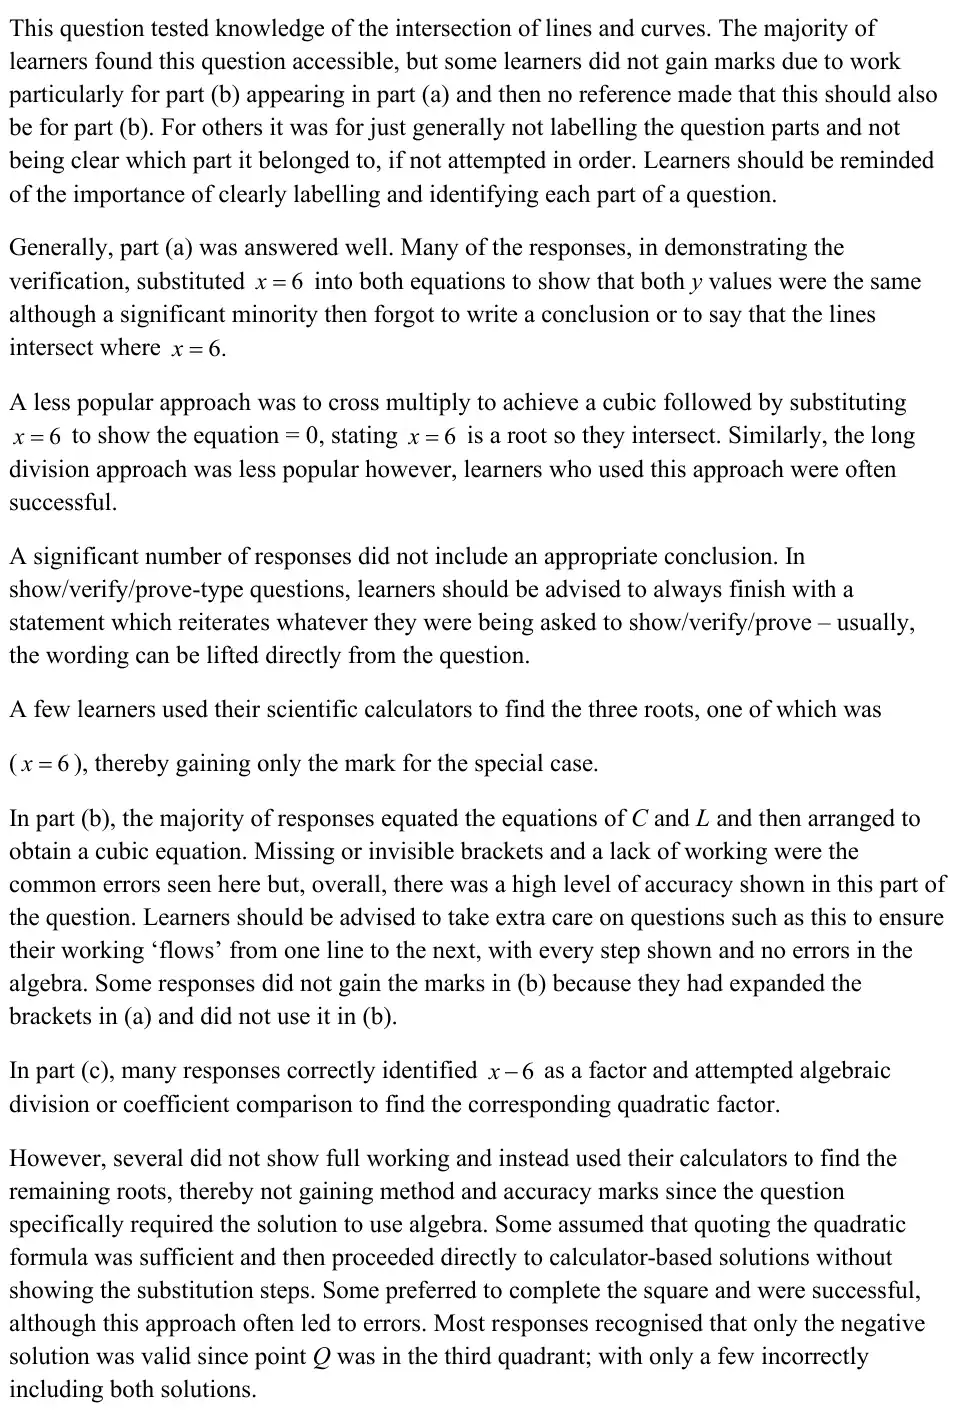 This question tested knowledge of the intersection of lines and curves. The majority of
learners found this question accessible, but some learners did not gain marks due to work
particularly for part (b) appearing in part (a) and then no reference made that this should also
be for part (b). For others it was for just generally not labelling the question parts and not
being clear which part it belonged to, if not attempted in order. Learners should be reminded
of the importance of clearly labelling and identifying each part of a question.
Generally, part (a) was answered well. Many of the responses, in demonstrating the
verification, substituted x = 6 into both equations to show that both y values were the same
although a significant minority then forgot to write a conclusion or to say that the lines
intersect where x = 6.
A less popular approach was to cross multiply to achieve a cubic followed by substituting
x = 6 to show the equation = 0, stating x = 6 is a root so they intersect. Similarly, the long
division approach was less popular however, learners who used this approach were often
successful.
A significant number of responses did not include an appropriate conclusion. In
show/verify/prove-type questions, learners should be advised to always finish with a
statement which reiterates whatever they were being asked to show/verify/prove – usually,
the wording can be lifted directly from the question.
A few learners used their scientific calculators to find the three roots, one of which was
(x = 6), thereby gaining only the mark for the special case.
In part (b), the majority of responses equated the equations of C and L and then arranged to
obtain a cubic equation. Missing or invisible brackets and a lack of working were the
common errors seen here but, overall, there was a high level of accuracy shown in this part of
the question. Learners should be advised to take extra care on questions such as this to ensure
their working ‘flows’ from one line to the next, with every step shown and no errors in the
algebra. Some responses did not gain the marks in (b) because they had expanded the
brackets in (a) and did not use it in (b).
In part (c), many responses correctly identified x – 6 as a factor and attempted algebraic
division or coefficient comparison to find the corresponding quadratic factor.
However, several did not show full working and instead used their calculators to find the
remaining roots, thereby not gaining method and accuracy marks since the question
specifically required the solution to use algebra. Some assumed that quoting the quadratic
formula was sufficient and then proceeded directly to calculator-based solutions without
showing the substitution steps. Some preferred to complete the square and were successful,
although this approach often led to errors. Most responses recognised that only the negative
solution was valid since point Q was in the third quadrant; with only a few incorrectly
including both solutions.